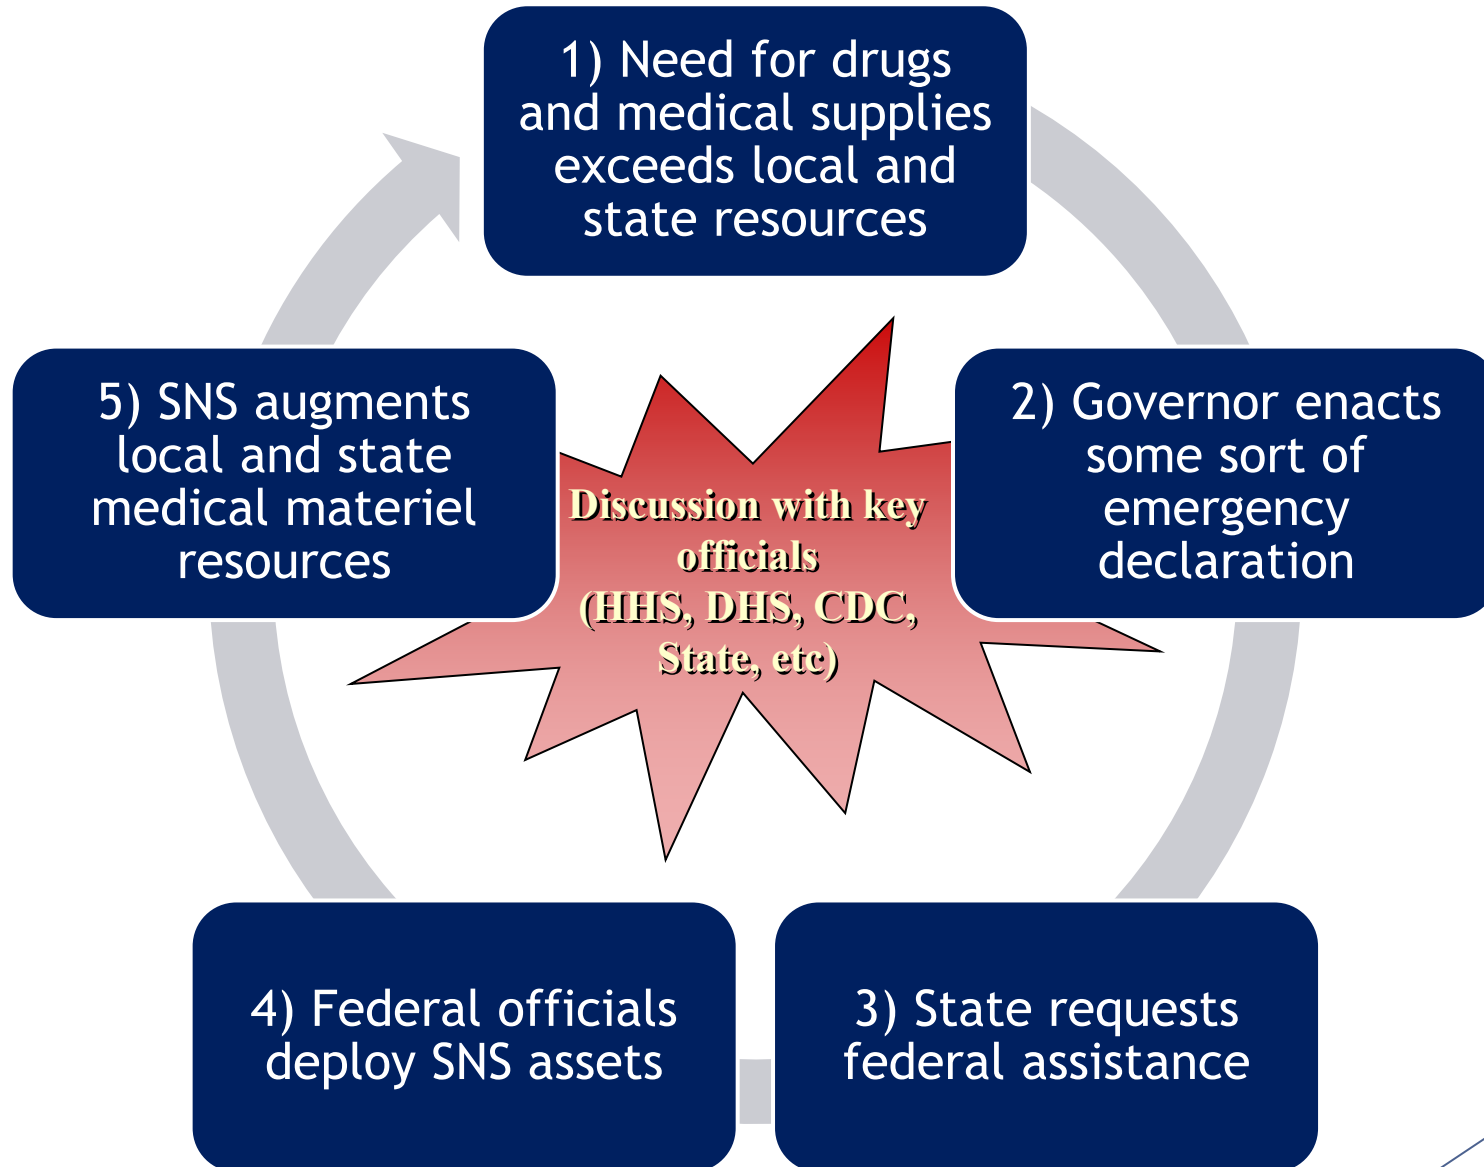 1) Need for drugs
and medical supplies
exceeds local and
state resources
2) Governor enacts
some sort of
emergency
declaration
3) State requests
federal assistance
4) Federal officials
deploy SNS assets
5) SNS augments
local and state
medical materiel
resources
Discussion with key
officials
(HHS, DHS, CDC,
State, etc)